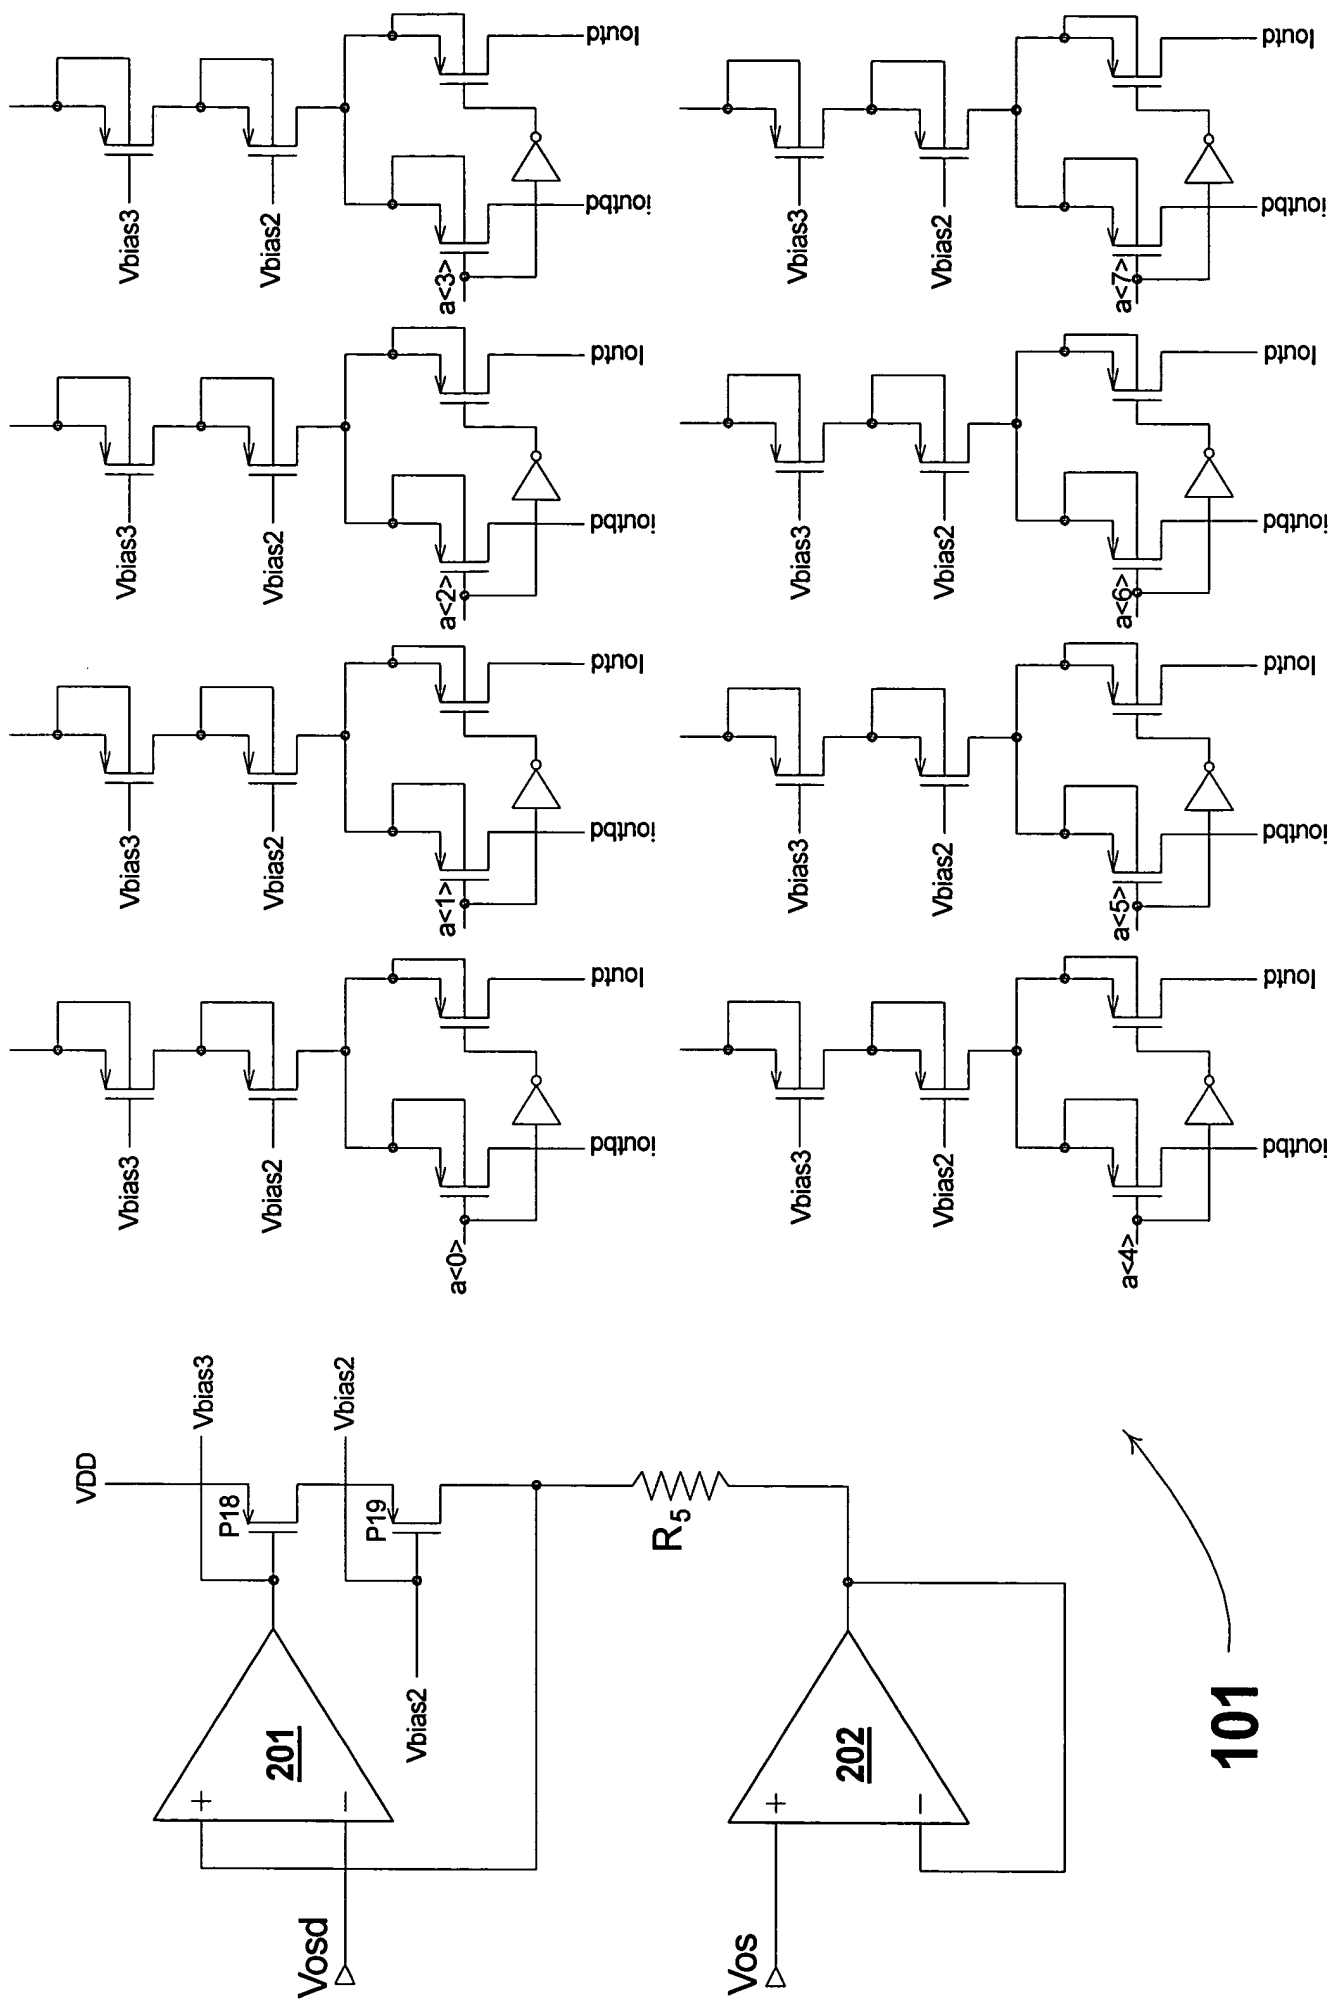 VDD
Vbias3
P18
Vbias2
P19
Vbias2
201
+
−
Vosd
R5
202
+
−
Vos
101
Vbias3
Vbias2
a<0>
ioutbd
Ioutd
Vbias3
Vbias2
a<1>
ioutbd
Ioutd
Vbias3
Vbias2
a<2>
ioutbd
Ioutd
Vbias3
Vbias2
a<3>
ioutbd
Ioutd
Vbias3
Vbias2
a<4>
ioutbd
Ioutd
Vbias3
Vbias2
a<5>
ioutbd
Ioutd
Vbias3
Vbias2
a<6>
ioutbd
Ioutd
Vbias3
Vbias2
a<7>
ioutbd
Ioutd